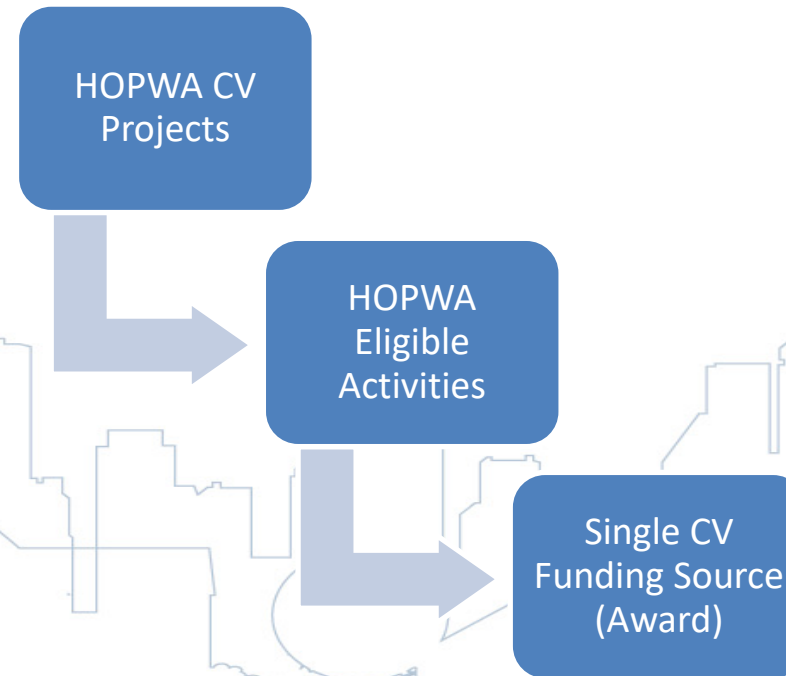 HOPWA CV
Projects
HOPWA
Eligible
Activities
Single CV
Funding Source
(Award)